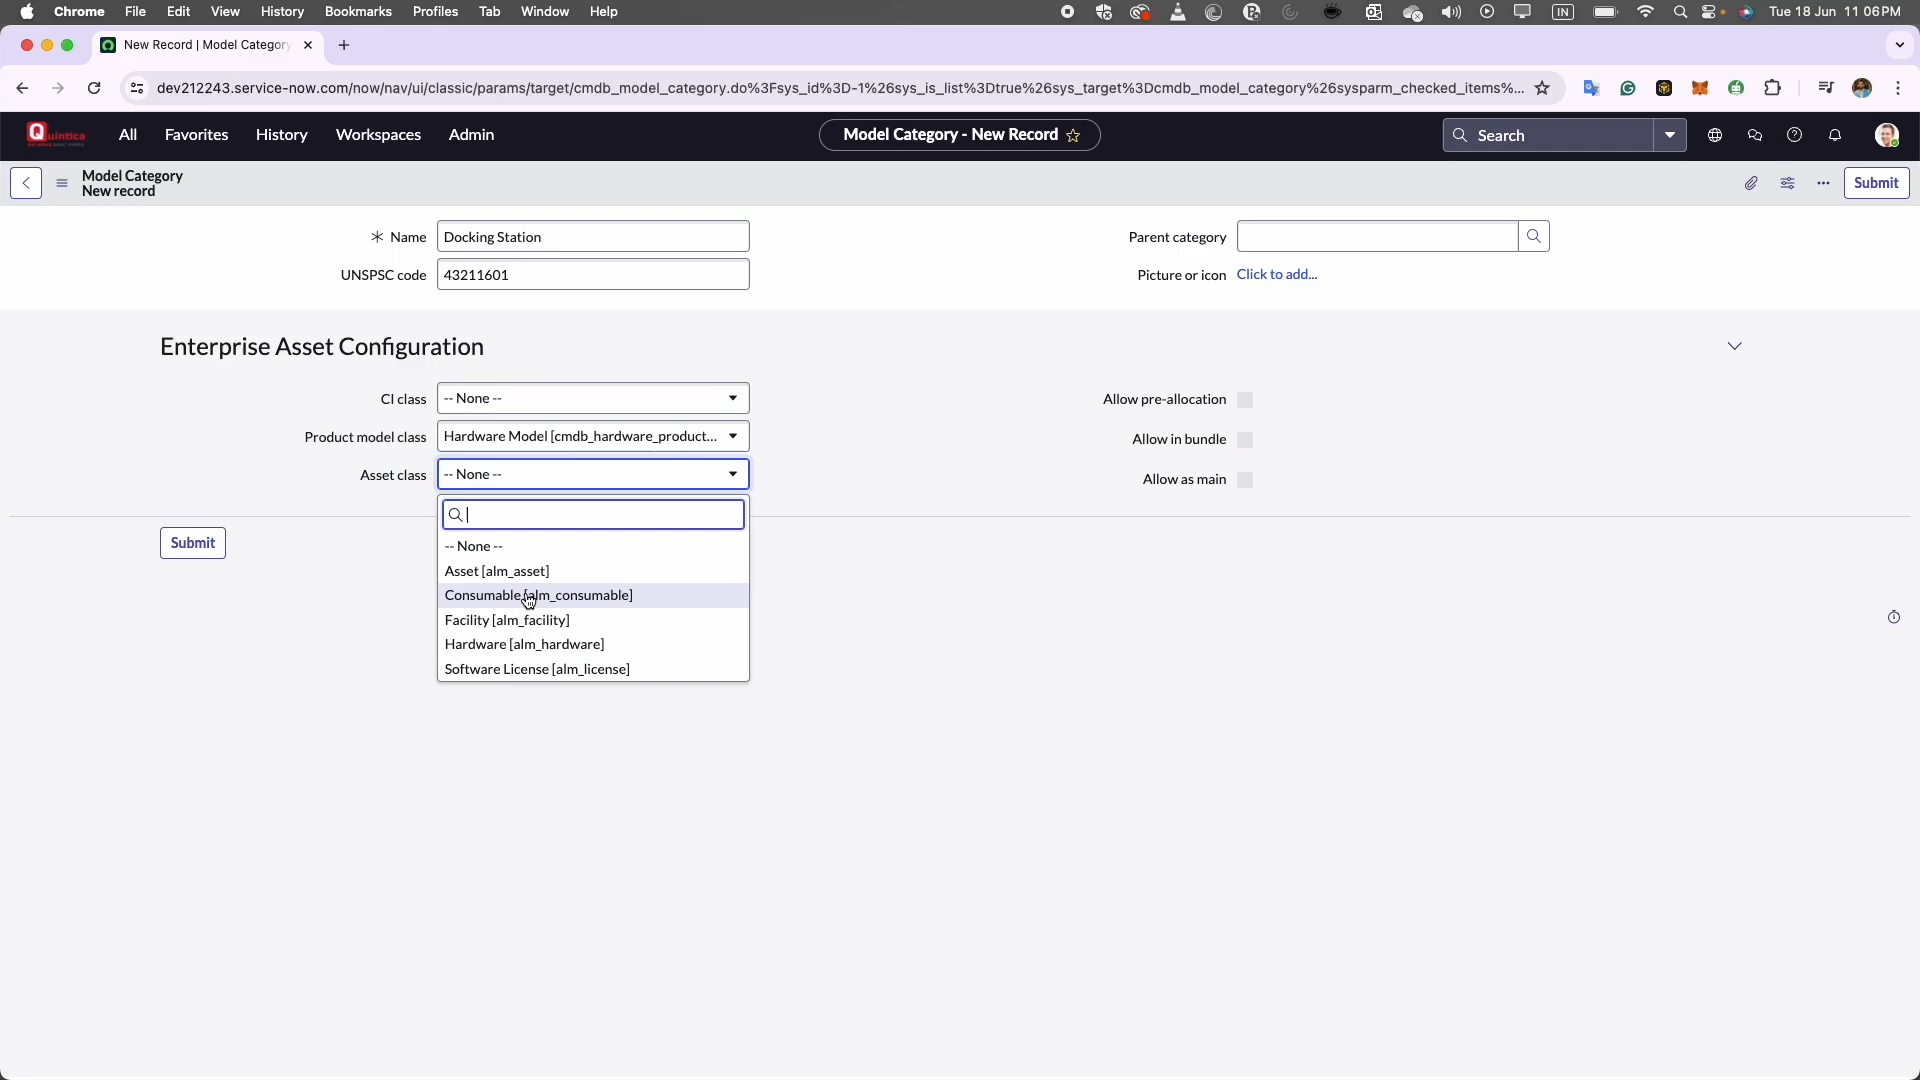 Chrome File Edit View History Bookmarks Profiles Tab Window Help IN Tue 18 Jun 11 06 PM
New Record | Model Category
dev212243.service-now.com/now/nav/ui/classic/params/target/cmdb_model_category.do%3Fsys_id%3D-1%26sys_is_list%3Dtrue%26sys_target%3Dcmdb_model_category%26sysparm_checked_items%...
Quintica All Favorites History Workspaces Admin Model Category - New Record Search
Model Category
New record
Submit
Name Docking Station Parent category
UNSPSC code 43211601 Picture or icon Click to add...
Enterprise Asset Configuration
CI class -- None -- Allow pre-allocation
Product model class Hardware Model [cmdb_hardware_product... Allow in bundle
Asset class -- None -- Allow as main
Submit
-- None --
Asset [alm_asset]
Consumable [alm_consumable]
Facility [alm_facility]
Hardware [alm_hardware]
Software License [alm_license]